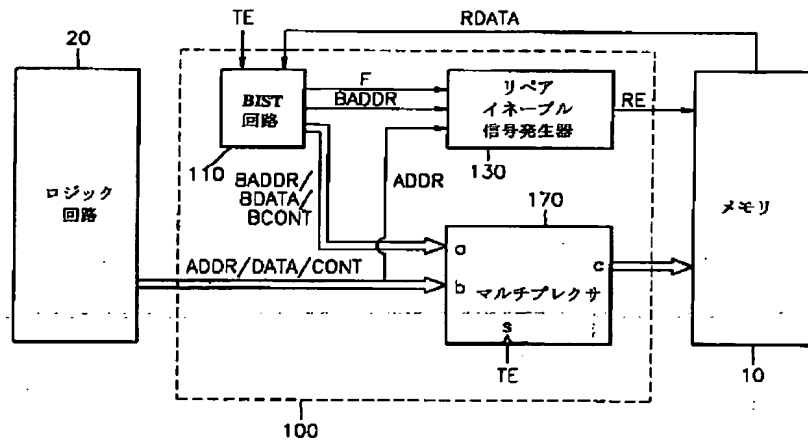 RDATA
TE
20
F
BADDR
BIST
回路
リペア
イネーブル
信号発生器
RE
110
130
ADDR
BADDR/
BDATA/
BCONT
170
ロジック
回路
メモリ
a
c
ADDR/DATA/CONT
b
マルチプレクサ
s
TE
10
100